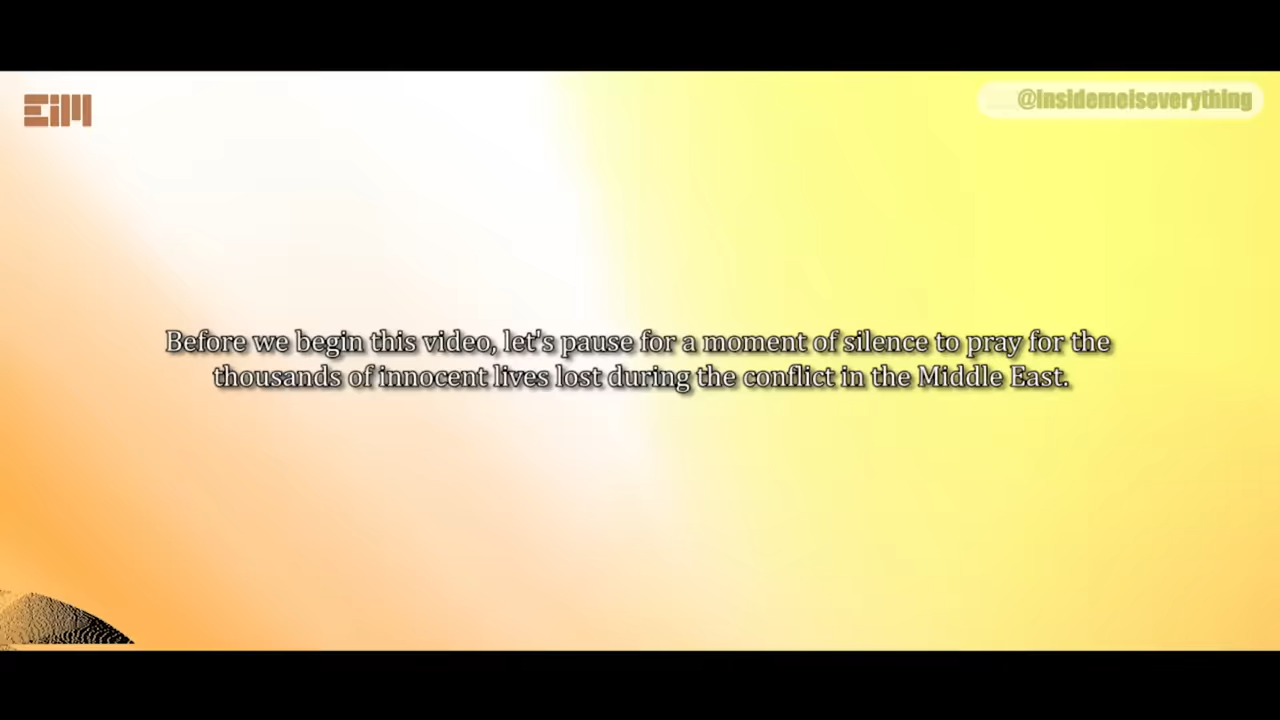 EiM
@insidemeiseverything
Before we begin this video, let's pause for a moment of silence to pray for the
thousands of innocent lives lost during the conflict in the Middle East.